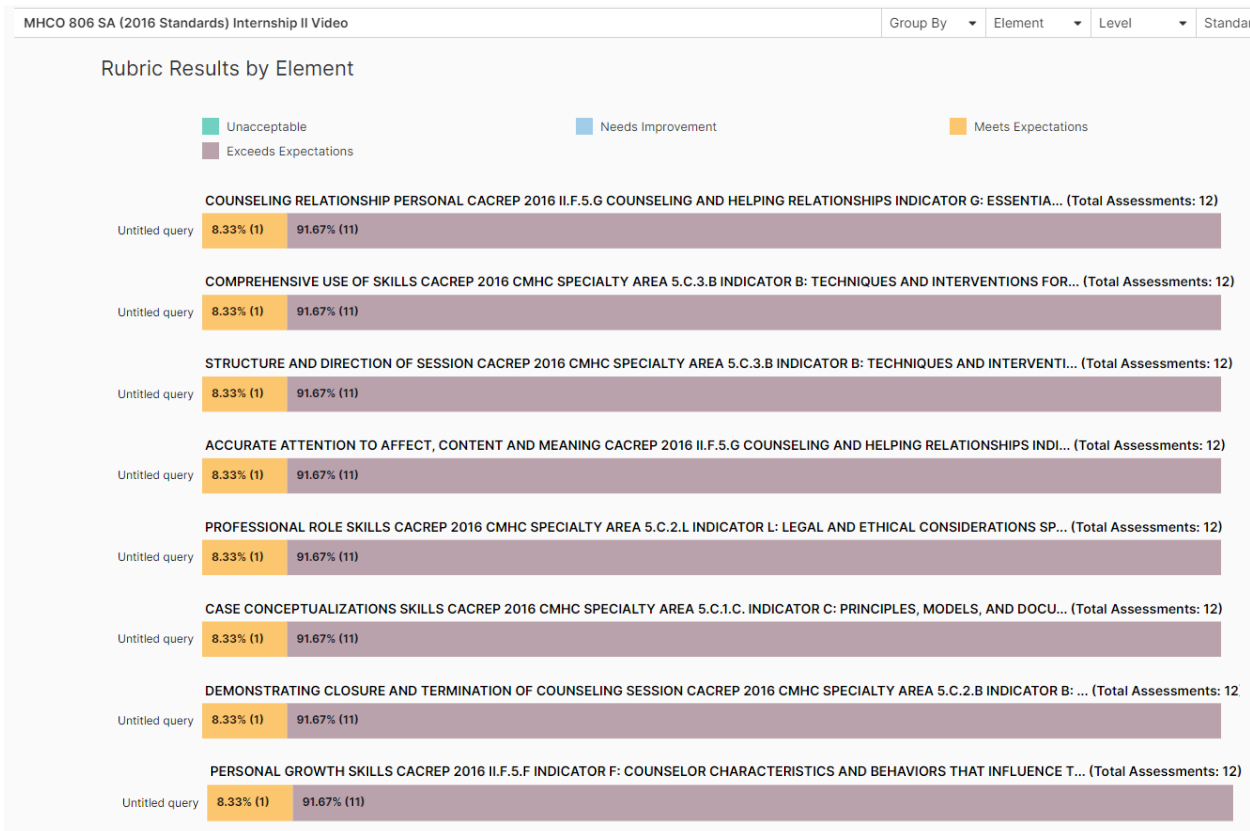 MHCO 806 SA (2016 Standards) Internship II Video Group By Element Level Standar
Rubric Results by Element
Unacceptable Needs Improvement Meets Expectations
Exceeds Expectations
COUNSELING RELATIONSHIP PERSONAL CACREP 2016 II.F.5.G COUNSELING AND HELPING RELATIONSHIPS INDICATOR G: ESSENTIA... (Total Assessments: 12)
Untitled query 8.33% (1) 91.67% (11)
COMPREHENSIVE USE OF SKILLS CACREP 2016 CMHC SPECIALTY AREA 5.C.3.B INDICATOR B: TECHNIQUES AND INTERVENTIONS FOR... (Total Assessments: 12)
Untitled query 8.33% (1) 91.67% (11)
STRUCTURE AND DIRECTION OF SESSION CACREP 2016 CMHC SPECIALTY AREA 5.C.3.B INDICATOR B: TECHNIQUES AND INTERVENTI... (Total Assessments: 12)
Untitled query 8.33% (1) 91.67% (11)
ACCURATE ATTENTION TO AFFECT, CONTENT AND MEANING CACREP 2016 II.F.5.G COUNSELING AND HELPING RELATIONSHIPS INDI... (Total Assessments: 12)
Untitled query 8.33% (1) 91.67% (11)
PROFESSIONAL ROLE SKILLS CACREP 2016 CMHC SPECIALTY AREA 5.C.2.L INDICATOR L: LEGAL AND ETHICAL CONSIDERATIONS SP... (Total Assessments: 12)
Untitled query 8.33% (1) 91.67% (11)
CASE CONCEPTUALIZATIONS SKILLS CACREP 2016 CMHC SPECIALTY AREA 5.C.1.C. INDICATOR C: PRINCIPLES, MODELS, AND DOCU... (Total Assessments: 12)
Untitled query 8.33% (1) 91.67% (11)
DEMONSTRATING CLOSURE AND TERMINATION OF COUNSELING SESSION CACREP 2016 CMHC SPECIALTY AREA 5.C.2.B INDICATOR B: ... (Total Assessments: 12
Untitled query 8.33% (1) 91.67% (11)
PERSONAL GROWTH SKILLS CACREP 2016 II.F.5.F INDICATOR F: COUNSELOR CHARACTERISTICS AND BEHAVIORS THAT INFLUENCE T... (Total Assessments: 12)
Untitled query 8.33% (1) 91.67% (11)